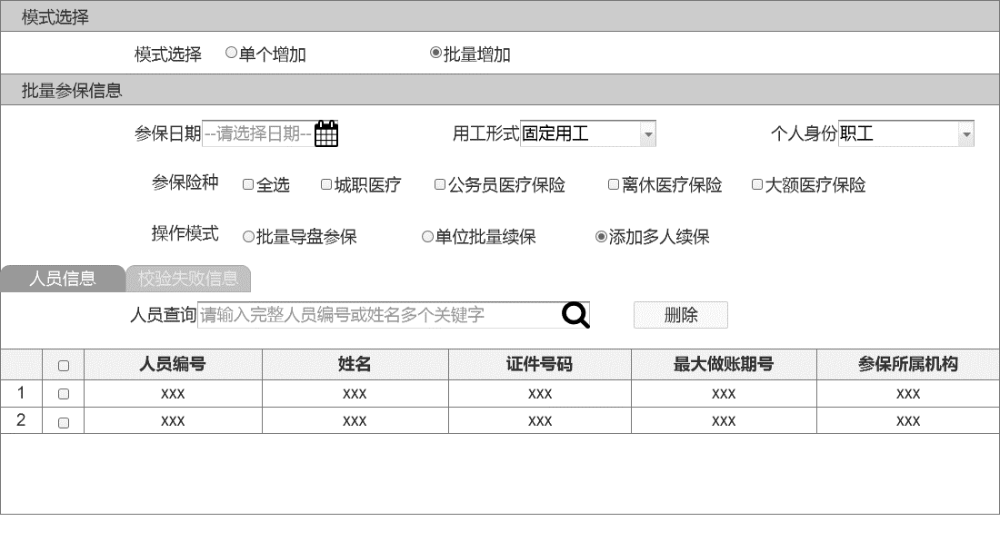 模式选择
模式选择 单个增加 批量增加
批量参保信息
参保日期 --请选择日期-- 用工形式 固定用工 个人身份 职工
参保险种 全选 城职医疗 公务员医疗保险 离休医疗保险 大额医疗保险
操作模式 批量导盘参保 单位批量续保 添加多人续保
人员信息 校验失败信息
人员查询 请输入完整人员编号或姓名多个关键字 删除
人员编号 姓名 证件号码 最大做账期号 参保所属机构
1 xxx xxx xxx xxx xxx
2 xxx xxx xxx xxx xxx